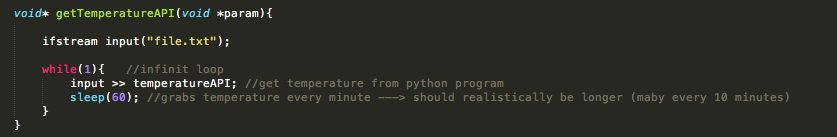 void* getTemperatureAPI(void *param){
ifstream input("file.txt");
while(1){ //infinit loop
input >> temperatureAPI; //get temperature from python program
sleep(60); //grabs temperature every minute ---> should realistically be longer (maby every 10 minutes)
}
}